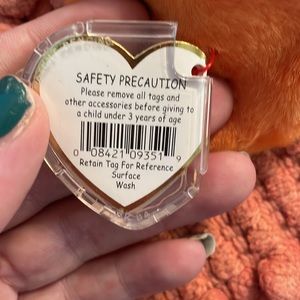 SAFETY PRECAUTION
Please remove all tags and
other accessories before giving to
a child under 3 years of age
0 08421 09351 9
Retain Tag For Reference
Surface
Wash